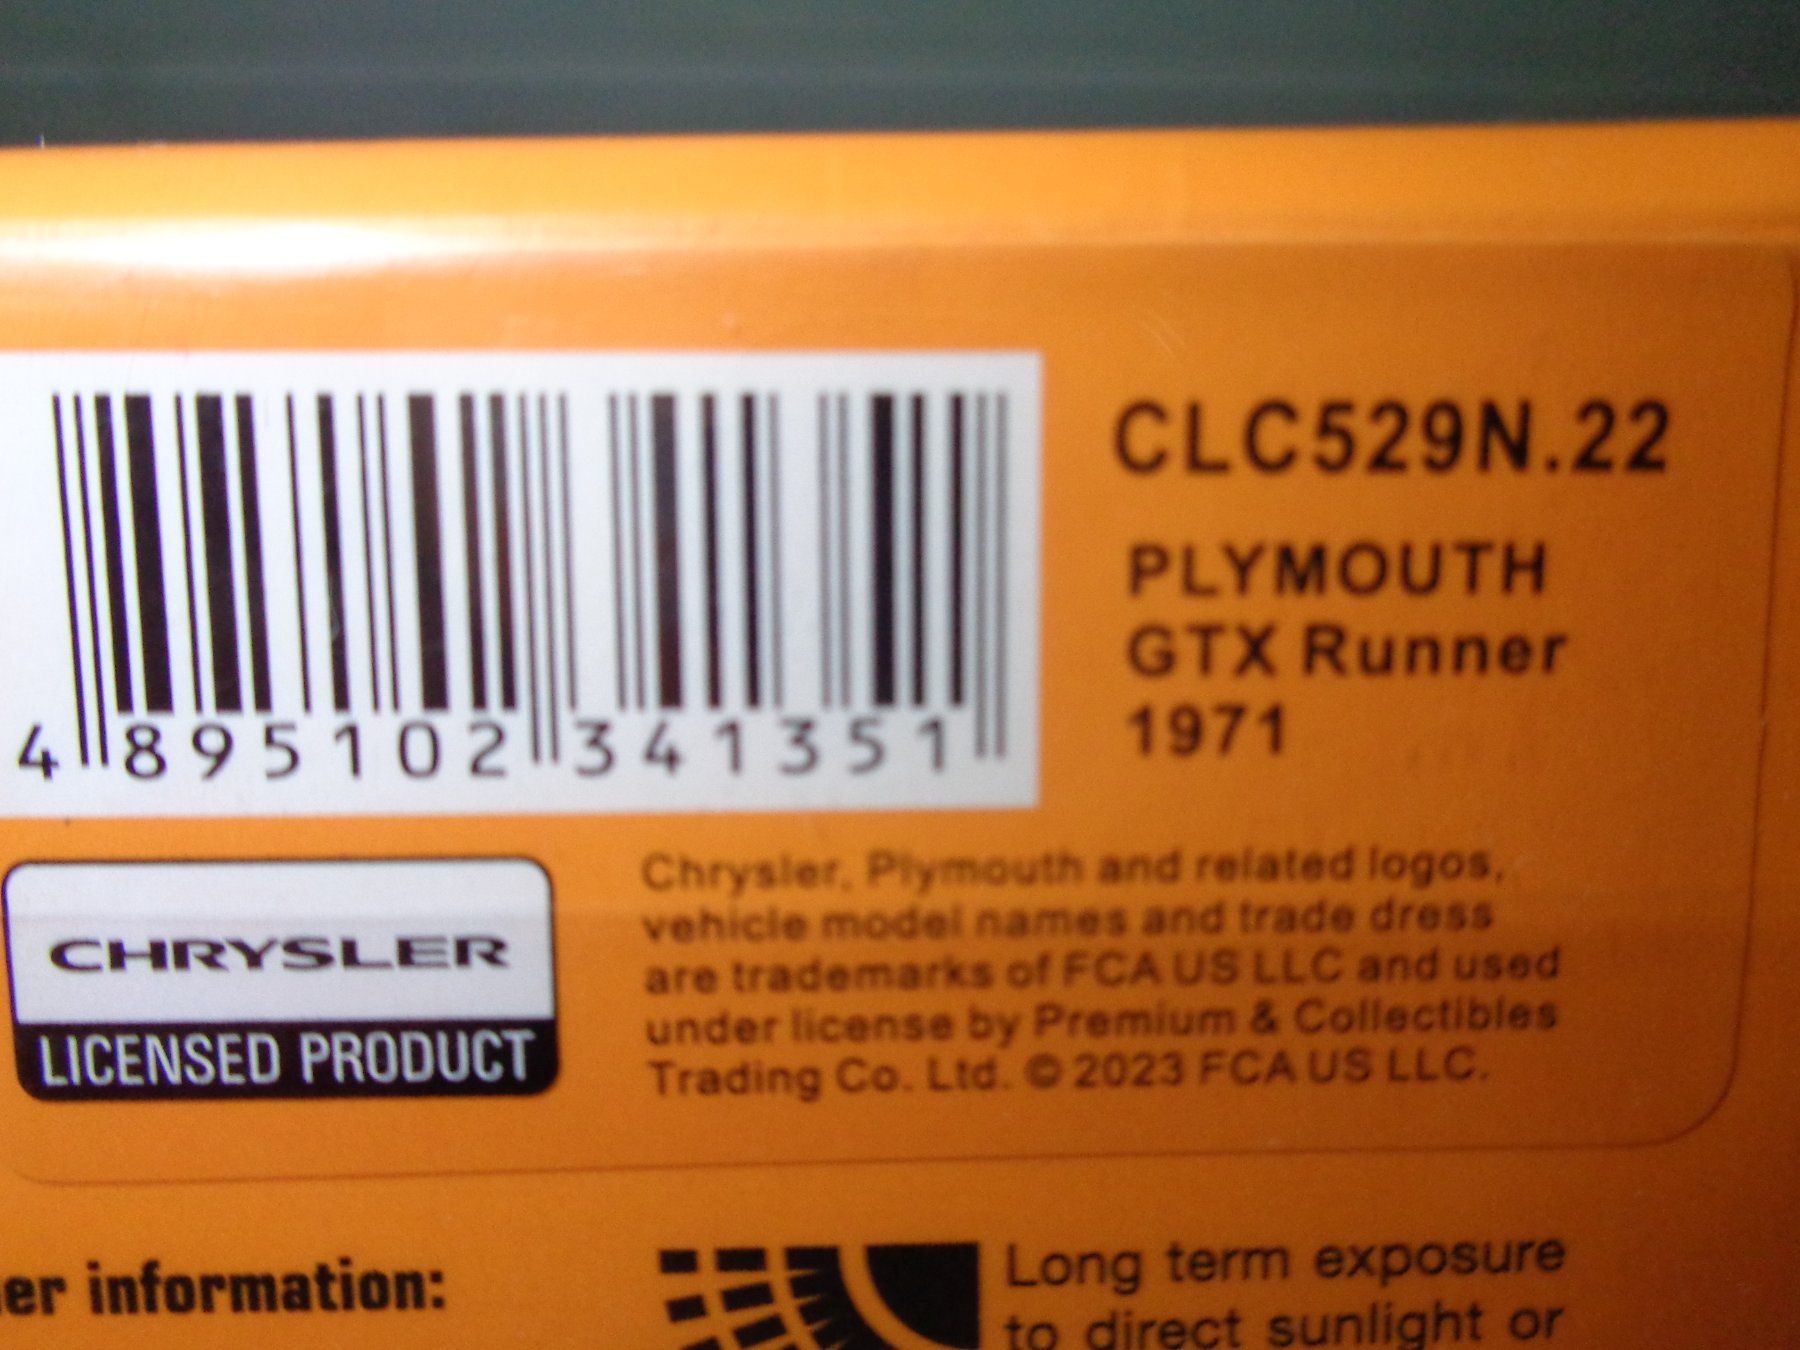 4 895102 341351
CLC529N.22
PLYMOUTH
GTX Runner
1971
CHRYSLER
LICENSED PRODUCT
Chrysler, Plymouth and related logos,
vehicle model names and trade dress
are trademarks of FCA US LLC and used
under license by Premium & Collectibles
Trading Co. Ltd. © 2023 FCA US LLC.
er information:
Long term exposure
to direct sunlight or